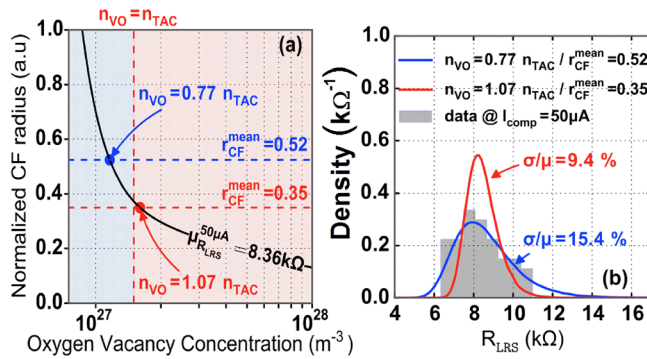 n_VO=n_TAC
(a)
Normalized CF radius (a.u)
1.0
0.8
0.6
0.4
0.2
0.0
n_VO=0.77 n_TAC
r_CF^mean=0.52
r_CF^mean=0.35
μ_R_LRS^50μA=8.36kΩ
n_VO=1.07 n_TAC
10^27
10^28
Oxygen Vacancy Concentration (m^-3)
Density (kΩ^-1)
1.0
0.8
0.6
0.4
0.2
0.0
n_VO=0.77 n_TAC / r_CF^mean=0.52
n_VO=1.07 n_TAC / r_CF^mean=0.35
data @ I_comp=50μA
σ/μ=9.4 %
σ/μ=15.4 %
(b)
4 6 8 10 12 14 16
R_LRS (kΩ)